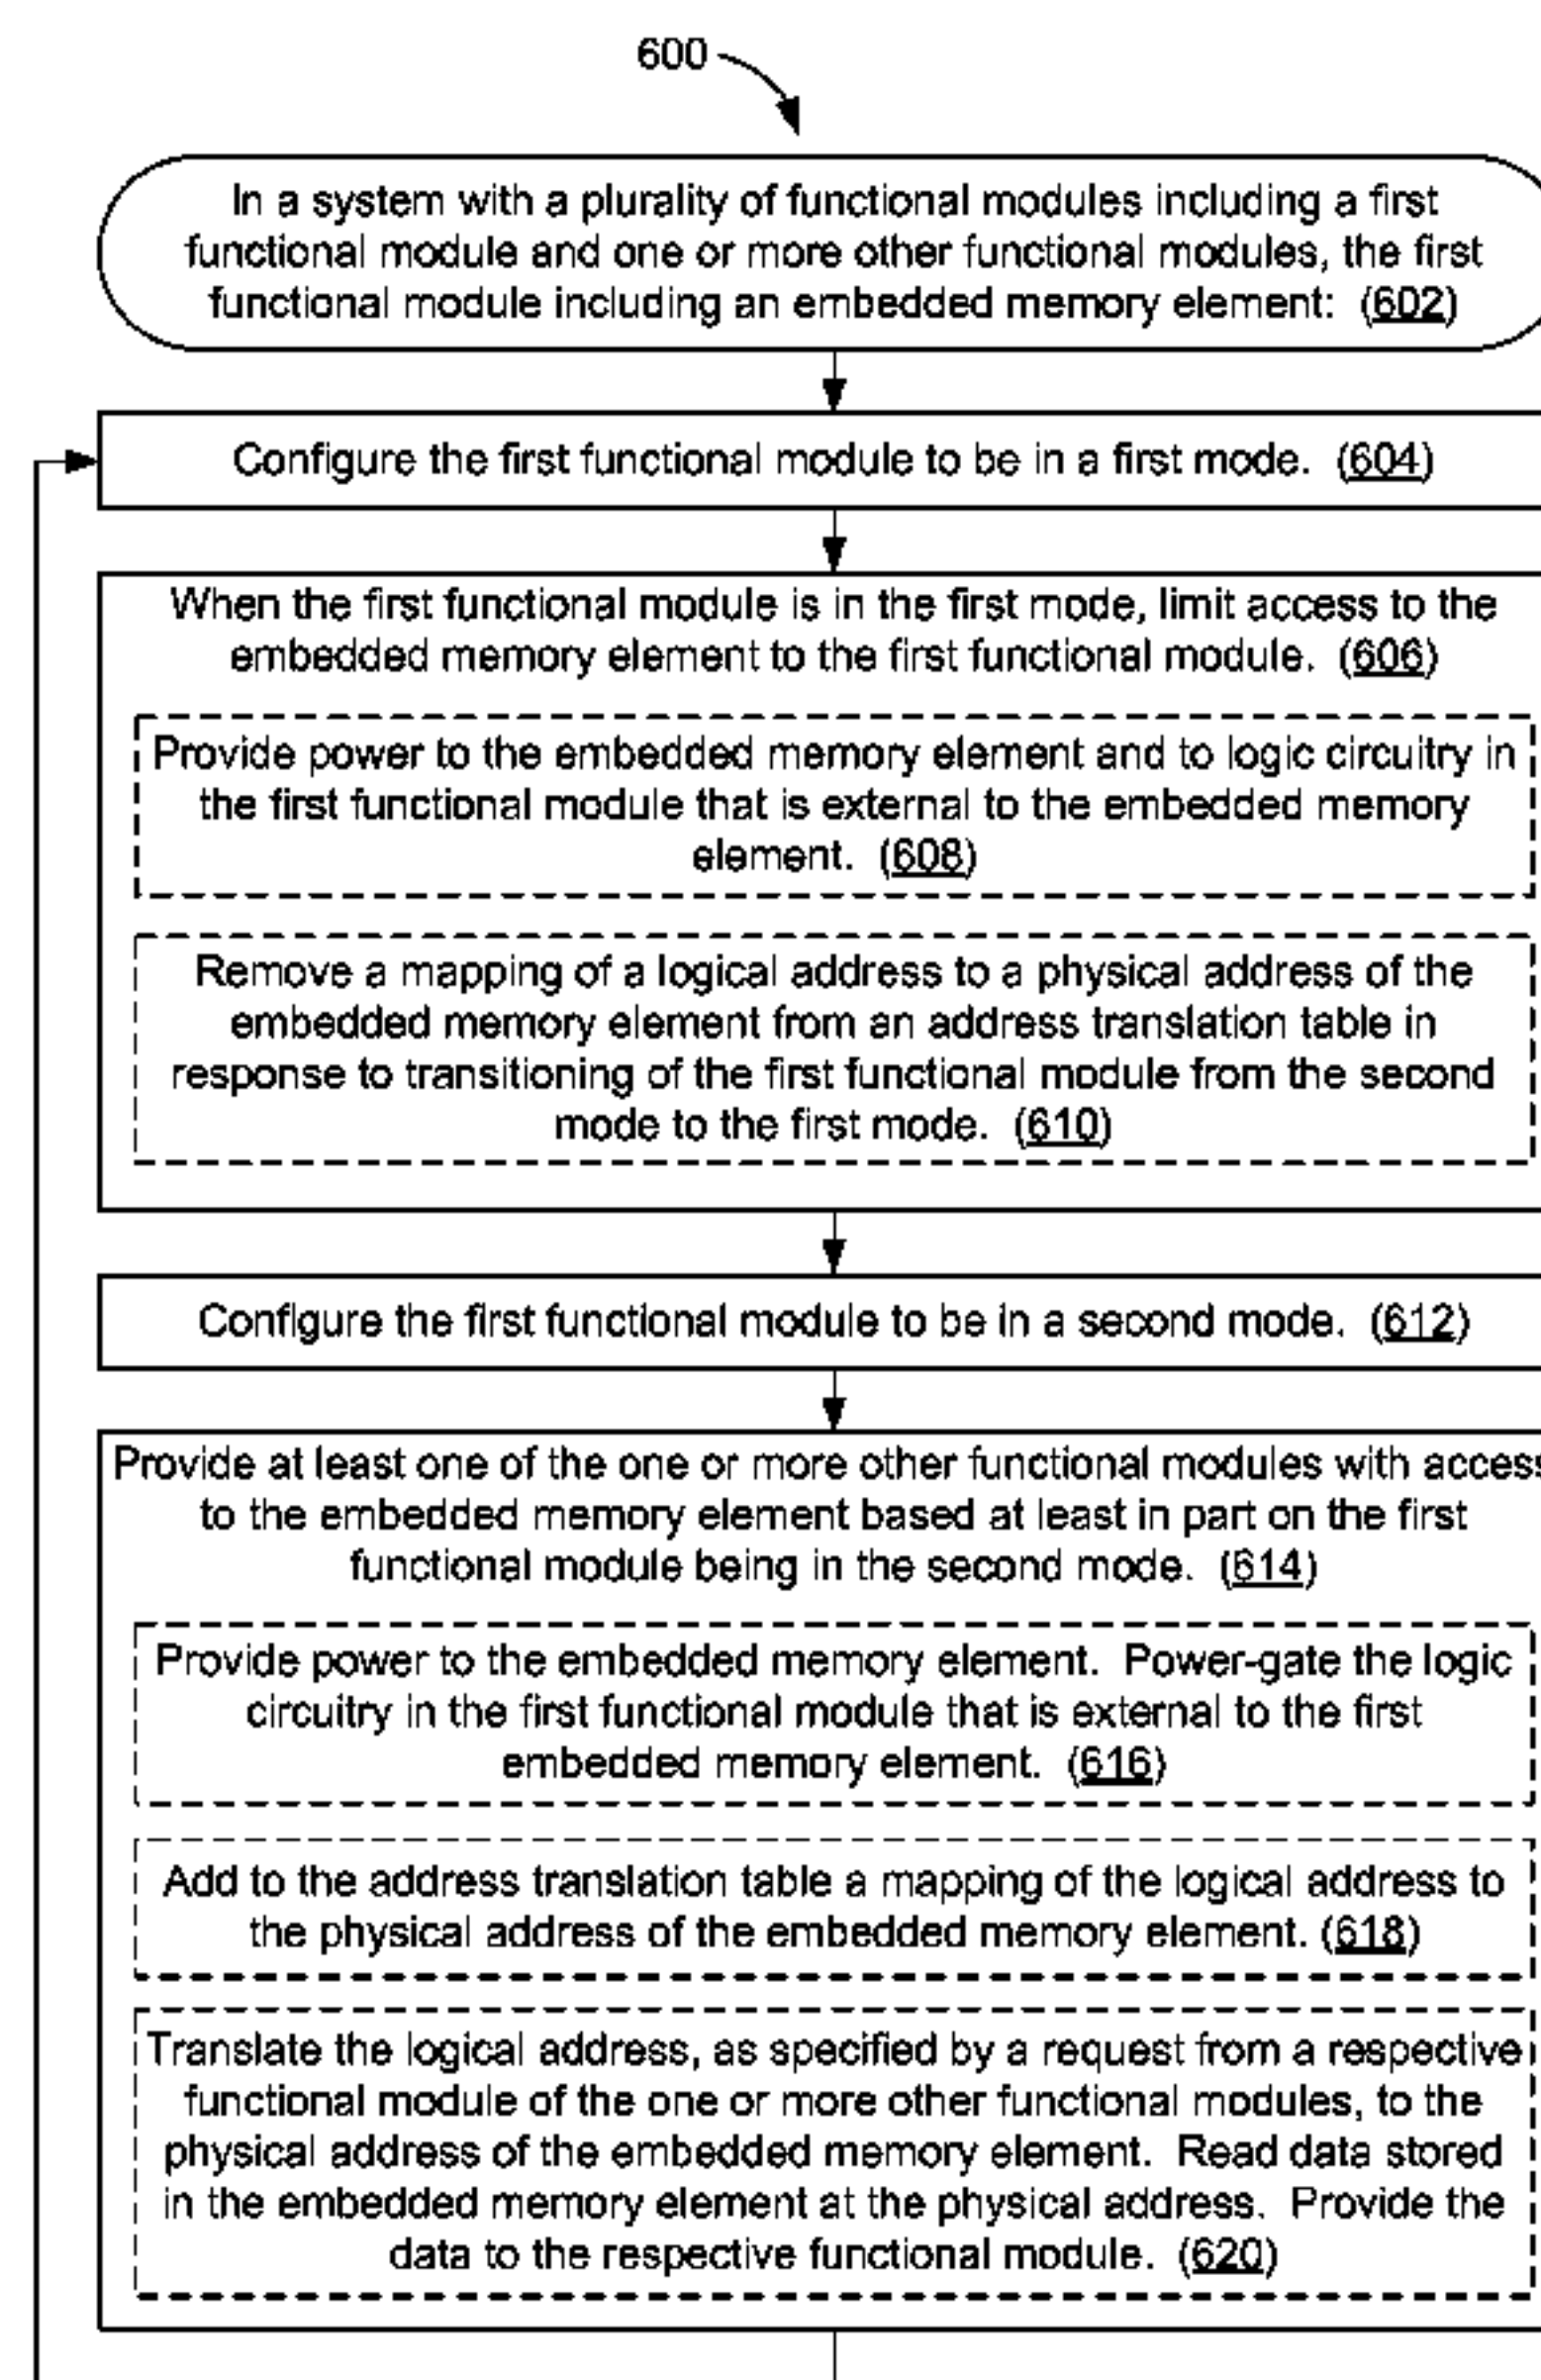 600
In a system with a plurality of functional modules including a first
functional module and one or more other functional modules, the first
functional module including an embedded memory element: (602)
Configure the first functional module to be in a first mode. (604)
When the first functional module is in the first mode, limit access to the
embedded memory element to the first functional module. (606)
Provide power to the embedded memory element and to logic circuitry in
the first functional module that is external to the embedded memory
element. (608)
Remove a mapping of a logical address to a physical address of the
embedded memory element from an address translation table in
response to transitioning of the first functional module from the second
mode to the first mode. (610)
Configure the first functional module to be in a second mode. (612)
Provide at least one of the one or more other functional modules with access
to the embedded memory element based at least in part on the first
functional module being in the second mode. (614)
Provide power to the embedded memory element. Power-gate the logic
circuitry in the first functional module that is external to the first
embedded memory element. (616)
Add to the address translation table a mapping of the logical address to
the physical address of the embedded memory element. (618)
Translate the logical address, as specified by a request from a respective
functional module of the one or more other functional modules, to the
physical address of the embedded memory element. Read data stored
in the embedded memory element at the physical address. Provide the
data to the respective functional module. (620)